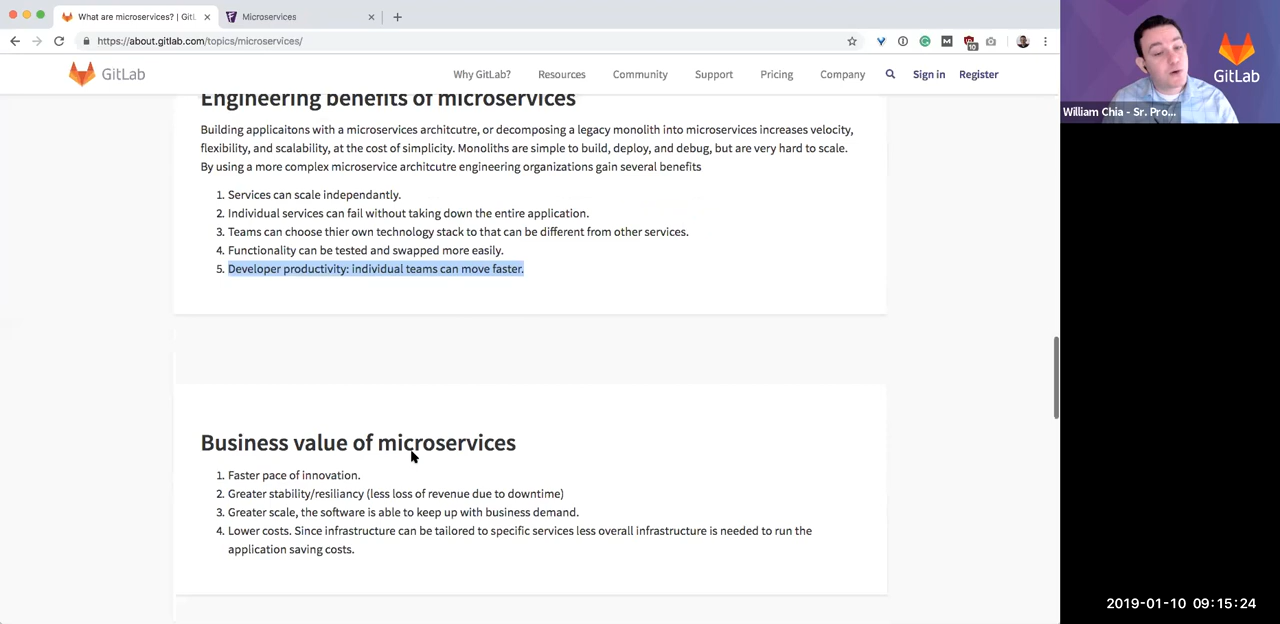 What are microservices? | GitL
Microservices
https://about.gitlab.com/topics/microservices/
10
GitLab
Why GitLab?
Resources
Community
Support
Pricing
Company
Sign in
Register
GitLab
William Chia - Sr. Pro...
Engineering benefits of microservices
Building applicaitons with a microservices architcutre, or decomposing a legacy monolith into microservices increases velocity,
flexibility, and scalability, at the cost of simplicity. Monoliths are simple to build, deploy, and debug, but are very hard to scale.
By using a more complex microservice architcutre engineering organizations gain several benefits
1. Services can scale independantly.
2. Individual services can fail without taking down the entire application.
3. Teams can choose thier own technology stack to that can be different from other services.
4. Functionality can be tested and swapped more easily.
5. Developer productivity: individual teams can move faster.
Business value of microservices
1. Faster pace of innovation.
2. Greater stability/resiliancy (less loss of revenue due to downtime)
3. Greater scale, the software is able to keep up with business demand.
4. Lower costs. Since infrastructure can be tailored to specific services less overall infrastructure is needed to run the
application saving costs.
2019-01-10 09:15:24